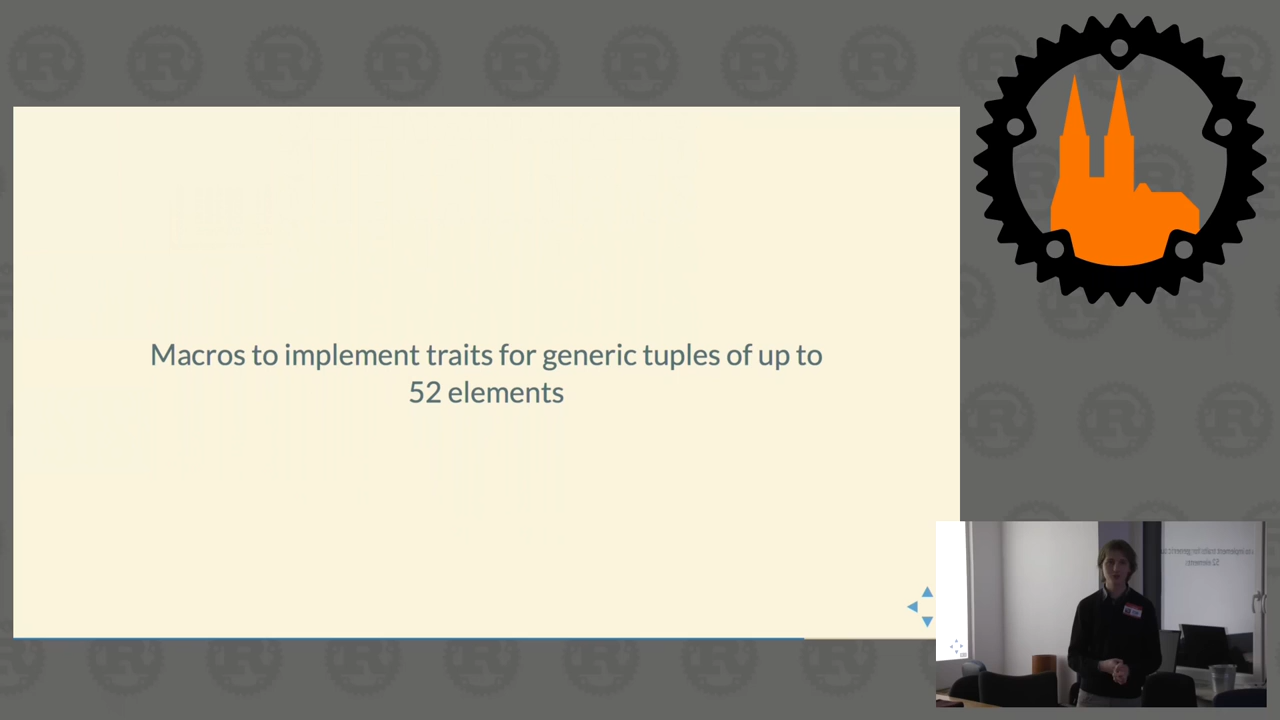 Macros to implement traits for generic tuples of up to
52 elements